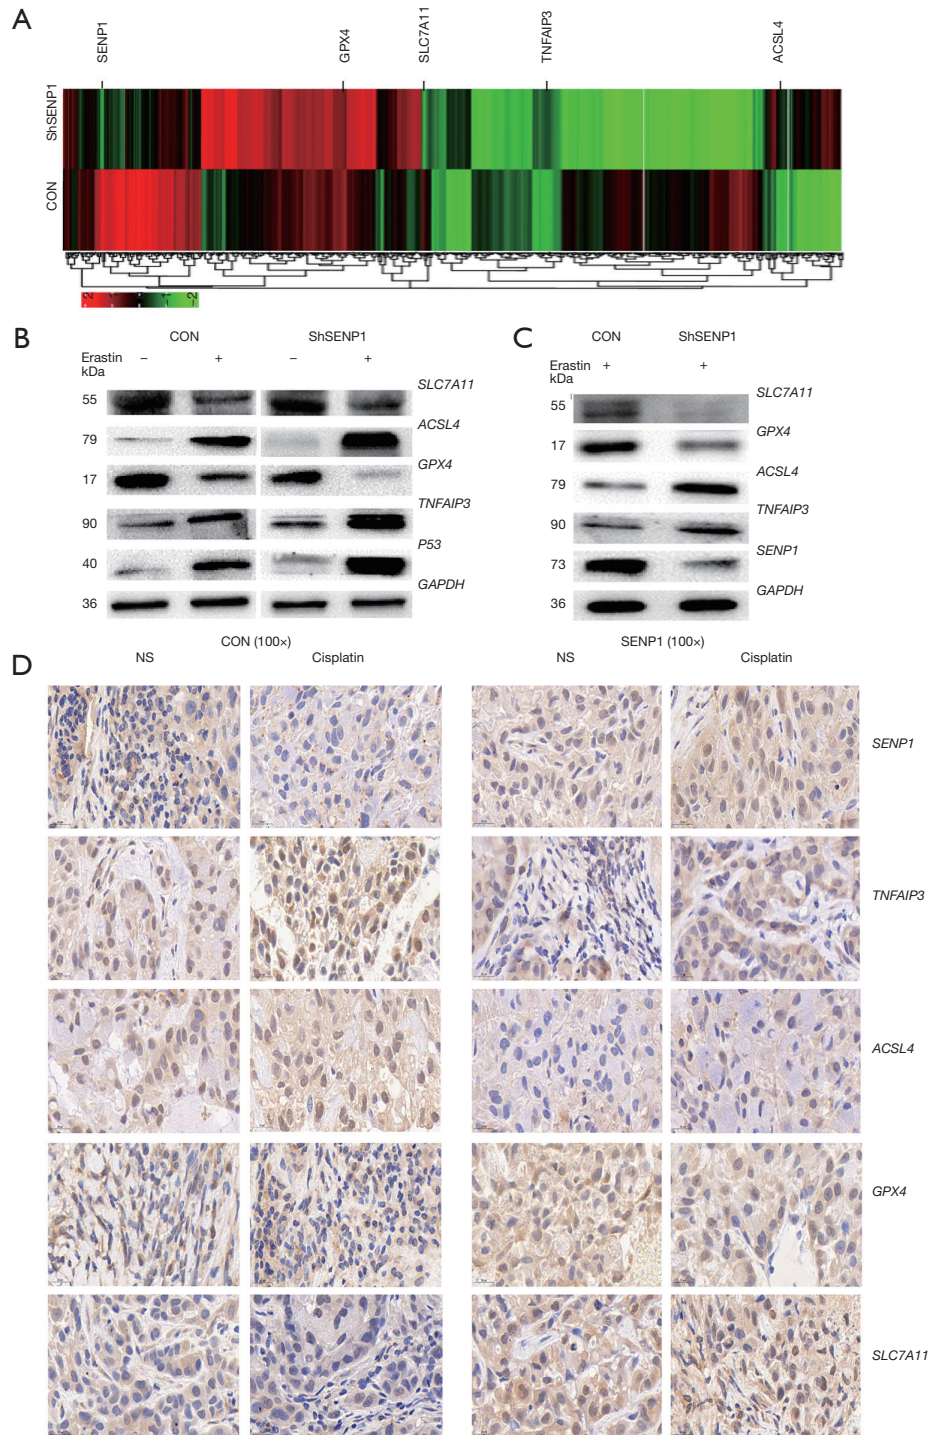 A
SENP1
GPX4
SLC7A11
TNFAIP3
ACSL4
ShSENP1
CON
2
-1
-2
B
CON
ShSENP1
Erastin – + – +
kDa
SLC7A11
55
ACSL4
79
GPX4
17
TNFAIP3
90
P53
40
GAPDH
36
C
CON
ShSENP1
Erastin + +
kDa
SLC7A11
55
GPX4
17
ACSL4
79
TNFAIP3
90
SENP1
73
GAPDH
36
D
CON (100×)
SENP1 (100×)
NS
Cisplatin
NS
Cisplatin
SENP1
TNFAIP3
ACSL4
GPX4
SLC7A11